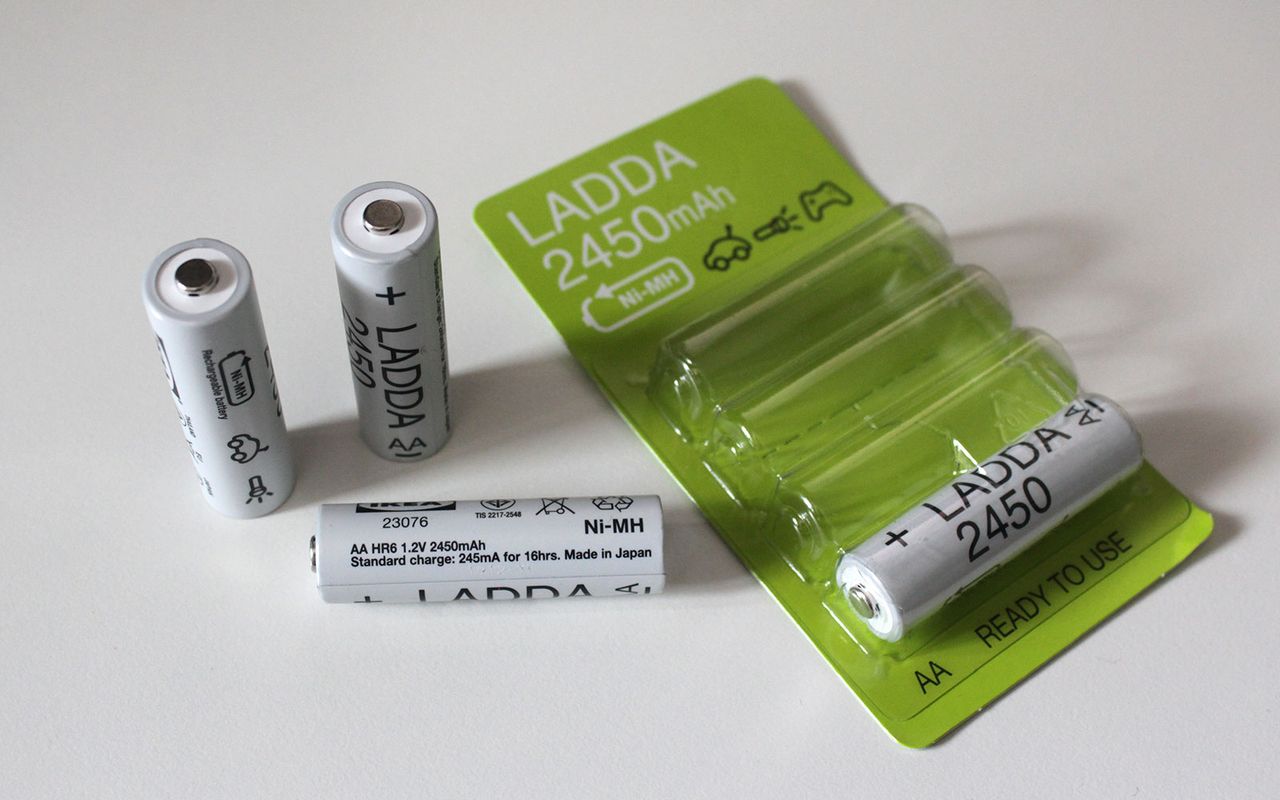 LADDA
2450mAh
Ni-MH
+ LADDA AA
2450
Ni-MH
Rechargeable battery
IKEA
23076
TIS 2217-2548
Ni-MH
AA HR6 1.2V 2450mAh
Standard charge: 245mA for 16hrs. Made in Japan
+ LADDA AA
+ LADDA AA
2450
AA READY TO USE